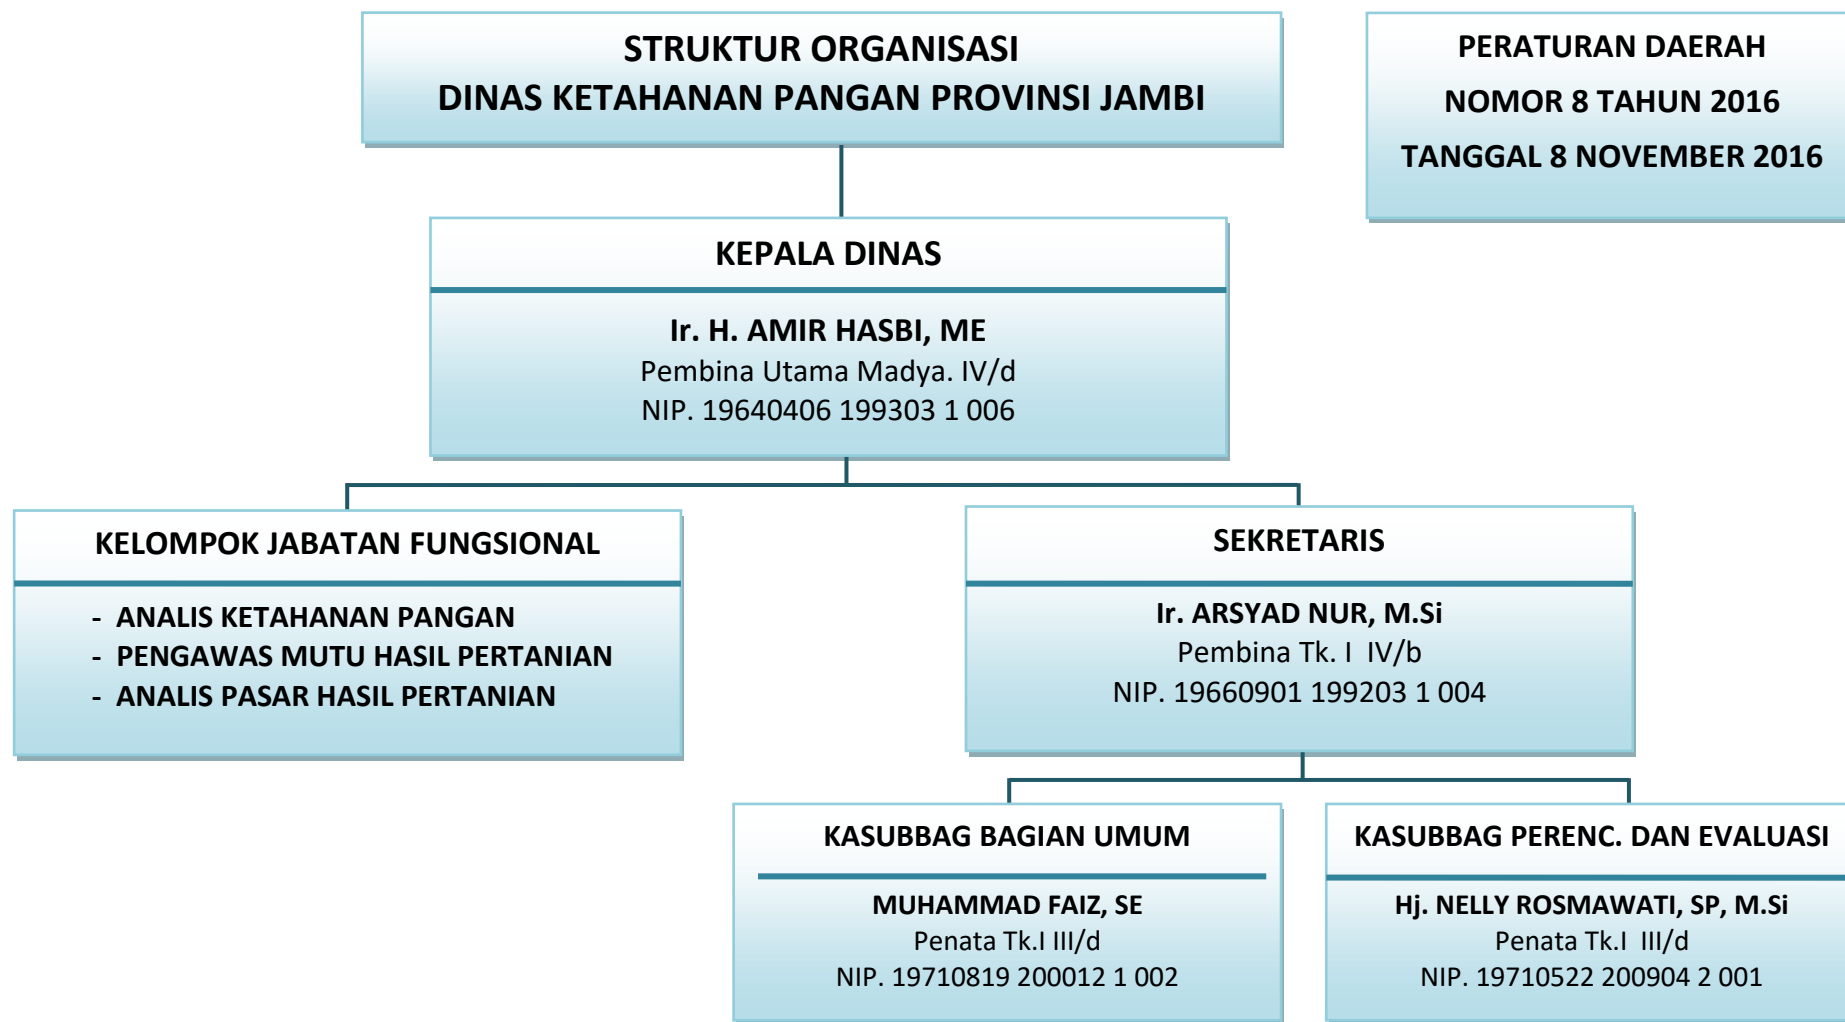 STRUKTUR ORGANISASI
DINAS KETAHANAN PANGAN PROVINSI JAMBI
PERATURAN DAERAH
NOMOR 8 TAHUN 2016
TANGGAL 8 NOVEMBER 2016
KEPALA DINAS
Ir. H. AMIR HASBI, ME
Pembina Utama Madya. IV/d
NIP. 19640406 199303 1 006
KELOMPOK JABATAN FUNGSIONAL
- ANALIS KETAHANAN PANGAN
- PENGAWAS MUTU HASIL PERTANIAN
- ANALIS PASAR HASIL PERTANIAN
SEKRETARIS
Ir. ARSYAD NUR, M.Si
Pembina Tk. I IV/b
NIP. 19660901 199203 1 004
KASUBBAG BAGIAN UMUM
MUHAMMAD FAIZ, SE
Penata Tk.I III/d
NIP. 19710819 200012 1 002
KASUBBAG PERENC. DAN EVALUASI
Hj. NELLY ROSMAWATI, SP, M.Si
Penata Tk.I III/d
NIP. 19710522 200904 2 001